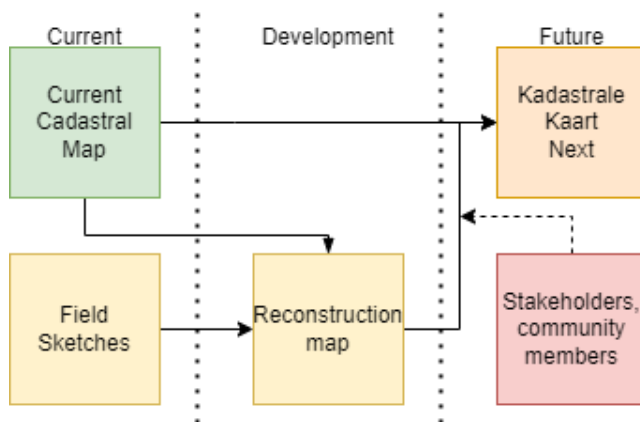 Current
Development
Future
Current
Cadastral
Map
Kadastrale
Kaart
Next
Field
Sketches
Reconstruction
map
Stakeholders,
community
members